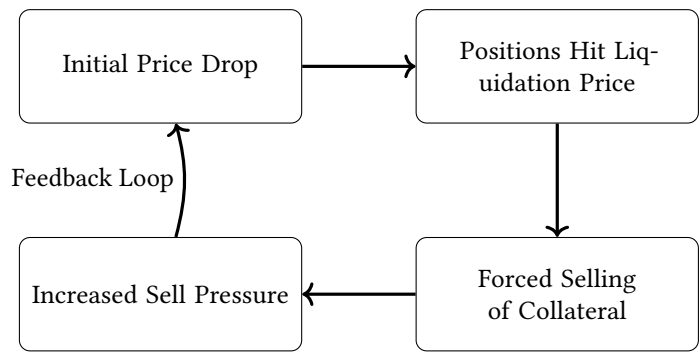 Initial Price Drop
Positions Hit Liq-
uidation Price
Feedback Loop
Increased Sell Pressure
Forced Selling
of Collateral